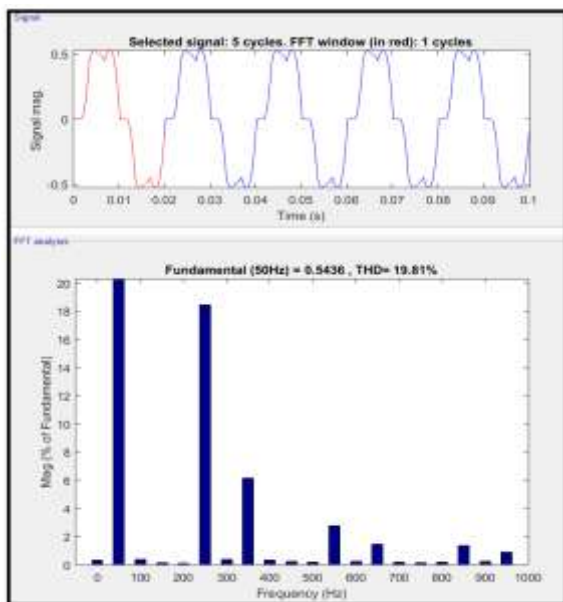 Signal
Selected signal: 5 cycles. FFT window (in red): 1 cycles
0.5
0
-0.5
Signal mag.
0 0.01 0.02 0.03 0.04 0.05 0.06 0.07 0.08 0.09 0.1
Time (s)
FFT analysis
Fundamental (50Hz) = 0.5436 , THD= 19.81%
20
18
16
14
12
10
8
6
4
2
0
Mag (% of Fundamental)
0 100 200 300 400 500 600 700 800 900 1000
Frequency (Hz)